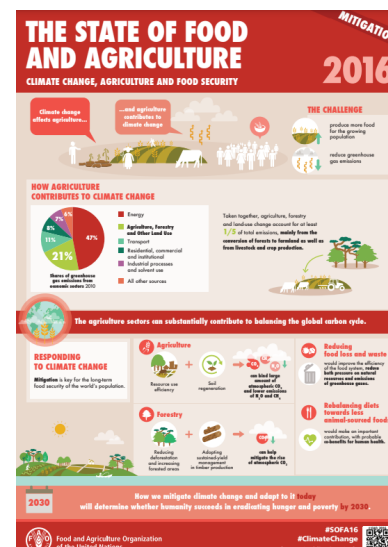 MITIGATIO
THE STATE OF FOOD
AND AGRICULTURE
CLIMATE CHANGE, AGRICULTURE AND FOOD SECURITY
2016
Climate change
affects agriculture...
...and agriculture
contributes to
climate change
THE CHALLENGE
produce more food
for the growing
population
reduce greenhouse
gas emissions
HOW AGRICULTURE
CONTRIBUTES TO CLIMATE CHANGE
6%
7%
8%
11%
21%
47%
Shares of greenhouse
gas emissions from
economic sectors 2010
Energy
Agriculture, Forestry
and Other Land Use
Transport
Residential, commercial
and institutional
Industrial processes
and solvent use
All other sources
Taken together, agriculture, forestry
and land-use change account for at least
1/5 of total emissions, mainly from the
conversion of forests to farmland as well as
from livestock and crop production.
The agriculture sectors can substantially contribute to balancing the global carbon cycle.
RESPONDING
TO CLIMATE CHANGE
Mitigation is key for the long-term
food security of the world's population.
Agriculture
Resource use
efficiency
+
Soil
regeneration
can bind large
amount of
atmospheric CO2
and lower emissions
of N2O and CH4
Forestry
Reducing
deforestation
and increasing
forested areas
+
Adopting
sustained-yield
management
in timber production
can help
mitigate the rise
of atmospheric CO2
Reducing
food loss and waste
would improve the efficiency
of the food system, reduce
both pressure on natural
resources and emissions
of greenhouse gases.
Rebalancing diets
towards less
animal-sourced food
would make an important
contribution, with probable
co-benefits for human health.
2030
How we mitigate climate change and adapt to it today
will determine whether humanity succeeds in eradicating hunger and poverty by 2030.
Food and Agriculture Organization
of the United Nations
#SOFA16
#ClimateChange